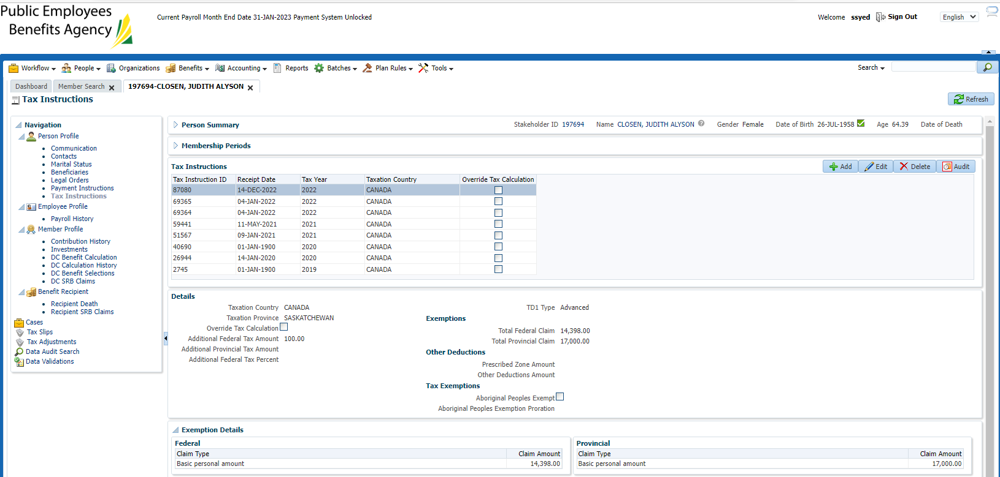 Public Employees
Benefits Agency
Current Payroll Month End Date 31-JAN-2023 Payment System Unlocked
Welcome ssyed Sign Out English
Workflow People Organizations Benefits Accounting Reports Batches Plan Rules Tools Search
Dashboard Member Search 197694-CLOSEN, JUDITH ALYSON
Tax Instructions
Refresh
Navigation
Person Profile
Communication
Contacts
Marital Status
Beneficiaries
Legal Orders
Payment Instructions
Tax Instructions
Employee Profile
Payroll History
Member Profile
Contribution History
Investments
DC Benefit Calculation
DC Calculation History
DC Benefit Selections
DC SRB Claims
Benefit Recipient
Recipient Death
Recipient SRB Claims
Cases
Tax Slips
Tax Adjustments
Data Audit Search
Data Validations
Person Summary Stakeholder ID 197694 Name CLOSEN, JUDITH ALYSON Gender Female Date of Birth 26-JUL-1958 Age 64.39 Date of Death
Membership Periods
Tax Instructions
Add Edit Delete Audit
Tax Instruction ID Receipt Date Tax Year Taxation Country Override Tax Calculation
87080 14-DEC-2022 2022 CANADA
69365 04-JAN-2022 2022 CANADA
69364 04-JAN-2022 2022 CANADA
59441 11-MAY-2021 2021 CANADA
51567 09-JAN-2021 2021 CANADA
40690 01-JAN-1900 2020 CANADA
26944 14-JAN-2020 2020 CANADA
2745 01-JAN-1900 2019 CANADA
Details
Taxation Country CANADA
Taxation Province SASKATCHEWAN
Override Tax Calculation
Additional Federal Tax Amount 100.00
Additional Provincial Tax Amount
Additional Federal Tax Percent
TD1 Type Advanced
Exemptions
Total Federal Claim 14,398.00
Total Provincial Claim 17,000.00
Other Deductions
Prescribed Zone Amount
Other Deductions Amount
Tax Exemptions
Aboriginal Peoples Exempt
Aboriginal Peoples Exemption Proration
Exemption Details
Federal
Claim Type Claim Amount
Basic personal amount 14,398.00
Provincial
Claim Type Claim Amount
Basic personal amount 17,000.00